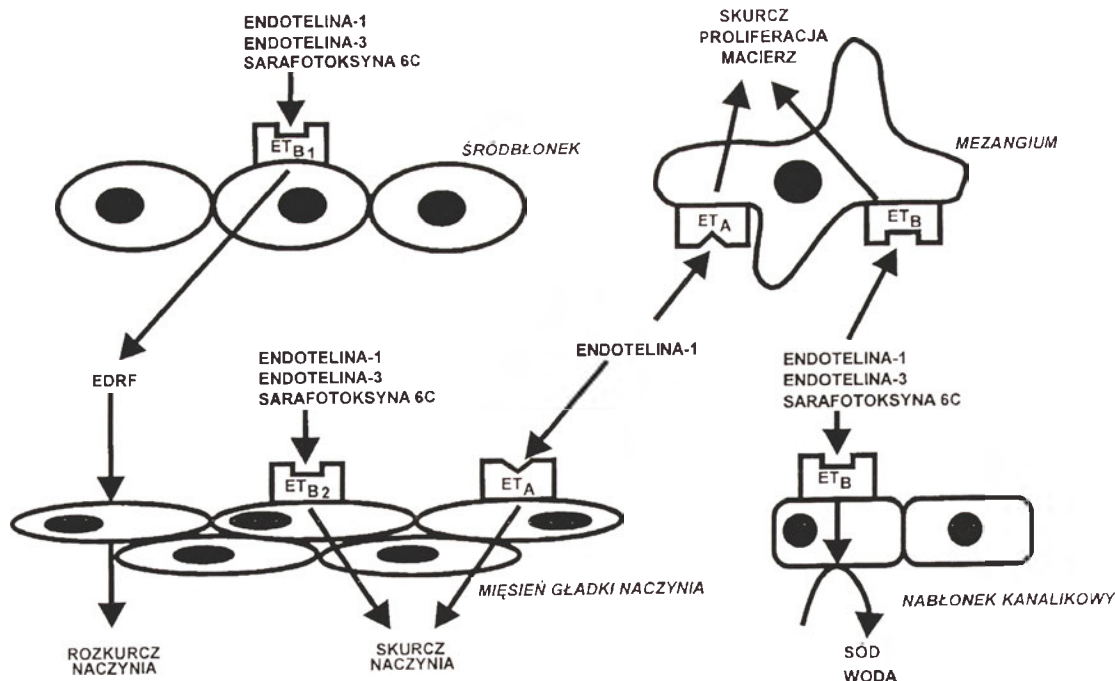 ENDOTELINA-1
ENDOTELINA-3
SARAFOTOKSYNA 6C
ET B1
ŚRÓDBŁONEK
SKURCZ
PROLIFERACJA
MACIERZ
MEZANGIUM
ET A
ET B
EDRF
ENDOTELINA-1
ENDOTELINA-3
SARAFOTOKSYNA 6C
ENDOTELINA-1
ENDOTELINA-1
ENDOTELINA-3
SARAFOTOKSYNA 6C
ET B2
ET A
ET B
MIĘSIEŃ GŁADKI NACZYNIA
NABŁONEK KANALIKOWY
ROZKURCZ
NACZYNIA
SKURCZ
NACZYNIA
SÓD
WODA